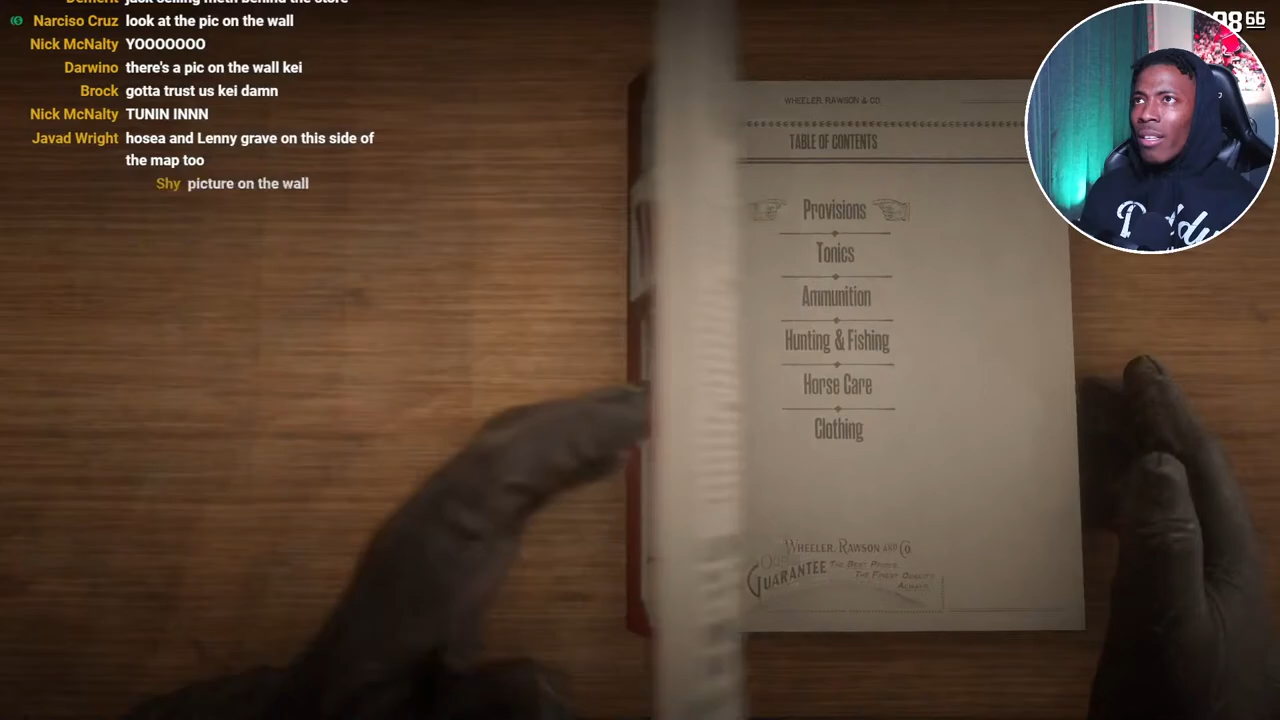 Narciso Cruz look at the pic on the wall
Nick McNalty YOOOOOOO
Darwino there's a pic on the wall kei
Brock gotta trust us kei damn
Nick McNalty TUNIN INNN
Javad Wright hosea and Lenny grave on this side of
the map too
Shy picture on the wall
WHEELER, RAWSON & CO.
TABLE OF CONTENTS
Provisions
Tonics
Ammunition
Hunting & Fishing
Horse Care
Clothing
WHEELER, RAWSON AND CO
GUARANTEE